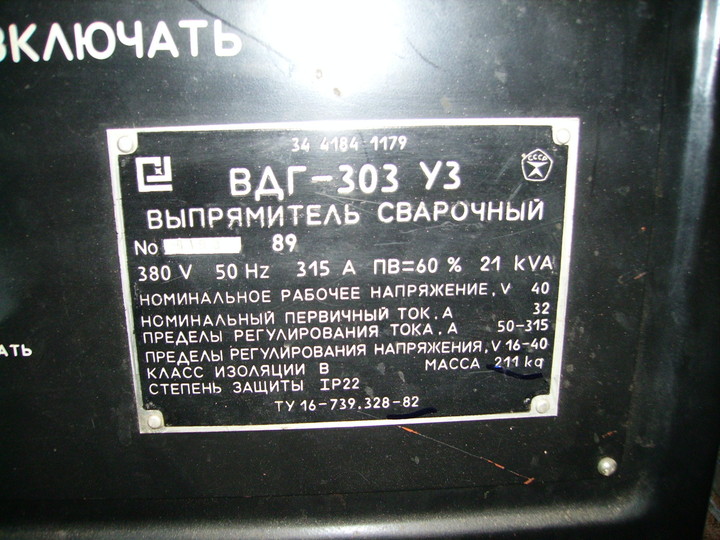 ВКЛЮЧАТЬ
34 4184 1179
СССР
ВДГ-303 У3
ВЫПРЯМИТЕЛЬ СВАРОЧНЫЙ
No 89
380 V 50 Hz 315 А ПВ=60 % 21 kVA
НОМИНАЛЬНОЕ РАБОЧЕЕ НАПРЯЖЕНИЕ, V 40
НОМИНАЛЬНЫЙ ПЕРВИЧНЫЙ ТОК. А 32
ПРЕДЕЛЫ РЕГУЛИРОВАНИЯ ТОКА. А 50-315
ПРЕДЕЛЫ РЕГУЛИРОВАНИЯ НАПРЯЖЕНИЯ, V 16-40
КЛАСС ИЗОЛЯЦИИ В МАССА 211 kg
СТЕПЕНЬ ЗАЩИТЫ IP22
ТУ 16-739.328-82
АТЬ